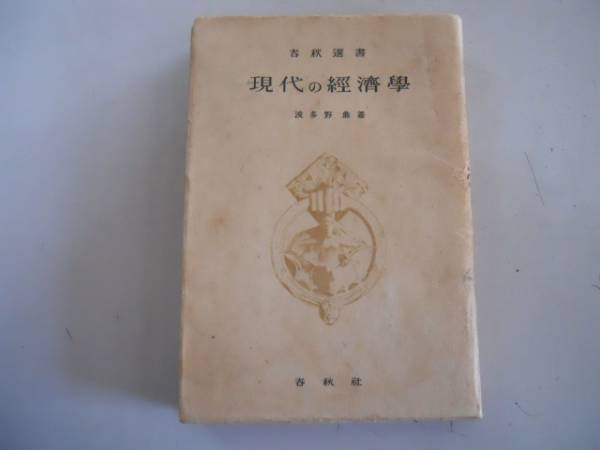 春秋選書
現代の經濟學
波多野鼎著
春秋社